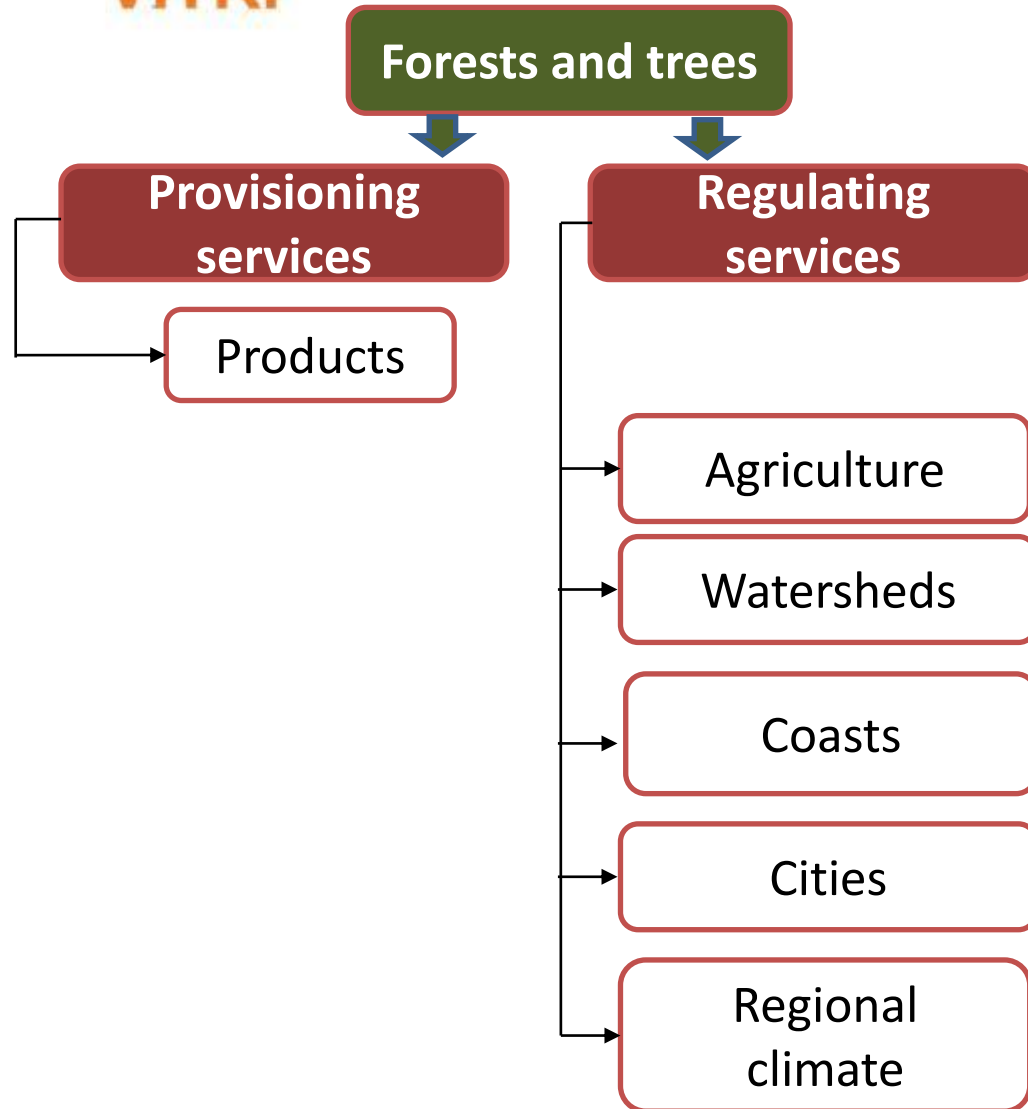 Forests and trees
Provisioning
services
Regulating
services
Products
Agriculture
Watersheds
Coasts
Cities
Regional
climate